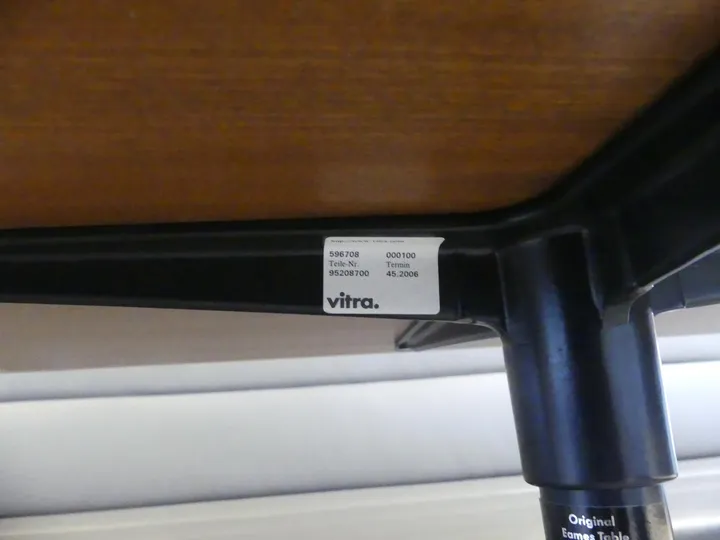 596708 000100
Teile-Nr. Termin
95208700 45.2006
vitra.
Original
Eames Table